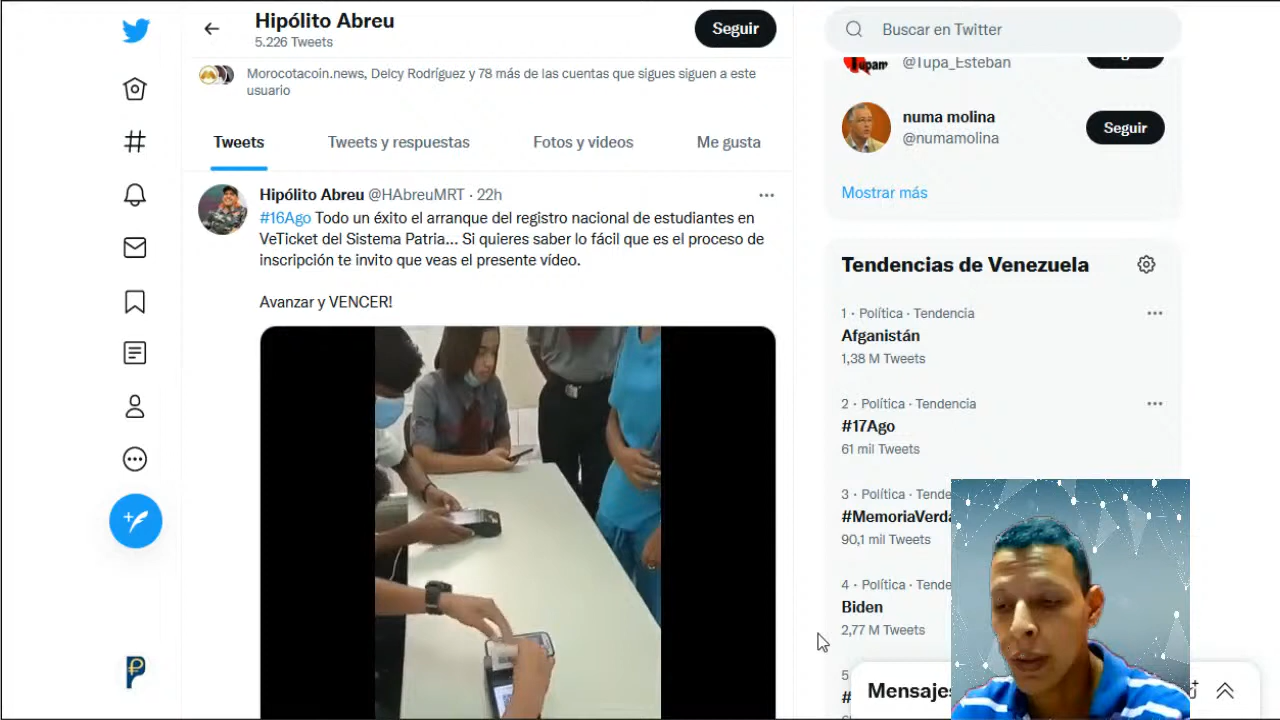 Hipólito Abreu
5.226 Tweets
Seguir
Morocotacoin.news, Delcy Rodríguez y 78 más de las cuentas que sigues siguen a este
usuario
Tweets
Tweets y respuestas
Fotos y videos
Me gusta
Hipólito Abreu @HAbreuMRT · 22h
#16Ago Todo un éxito el arranque del registro nacional de estudiantes en
VeTicket del Sistema Patria... Si quieres saber lo fácil que es el proceso de
inscripción te invito que veas el presente vídeo.
Avanzar y VENCER!
Buscar en Twitter
@Tupa_Esteban
numa molina
@numamolina
Seguir
Mostrar más
Tendencias de Venezuela
1 · Política · Tendencia
Afganistán
1,38 M Tweets
2 · Política · Tendencia
#17Ago
61 mil Tweets
3 · Política · Tende
#MemoriaVerda
90,1 mil Tweets
4 · Política · Tende
Biden
2,77 M Tweets
5
#
Mensajes